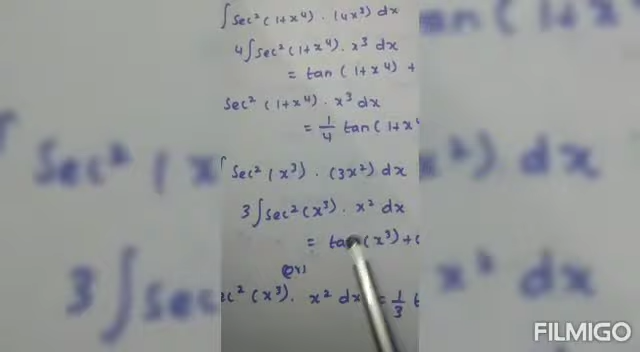 ∫sec²(1+x⁴) · (4x³) dx
4∫sec²(1+x⁴) · x³ dx
= tan(1+x⁴) +
sec²(1+x⁴) · x³ dx
= 1/4 tan(1+x⁴
∫sec²(x³) · (3x²) dx
3∫sec²(x³) · x² dx
= tan(x³)+c
(or)
sec²(x³) · x² dx = 1/3 t
FILMIGO